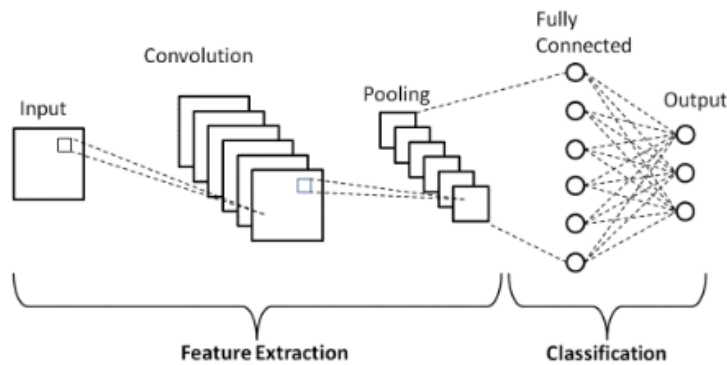 Input
Convolution
Pooling
Fully
Connected
Output
Feature Extraction
Classification